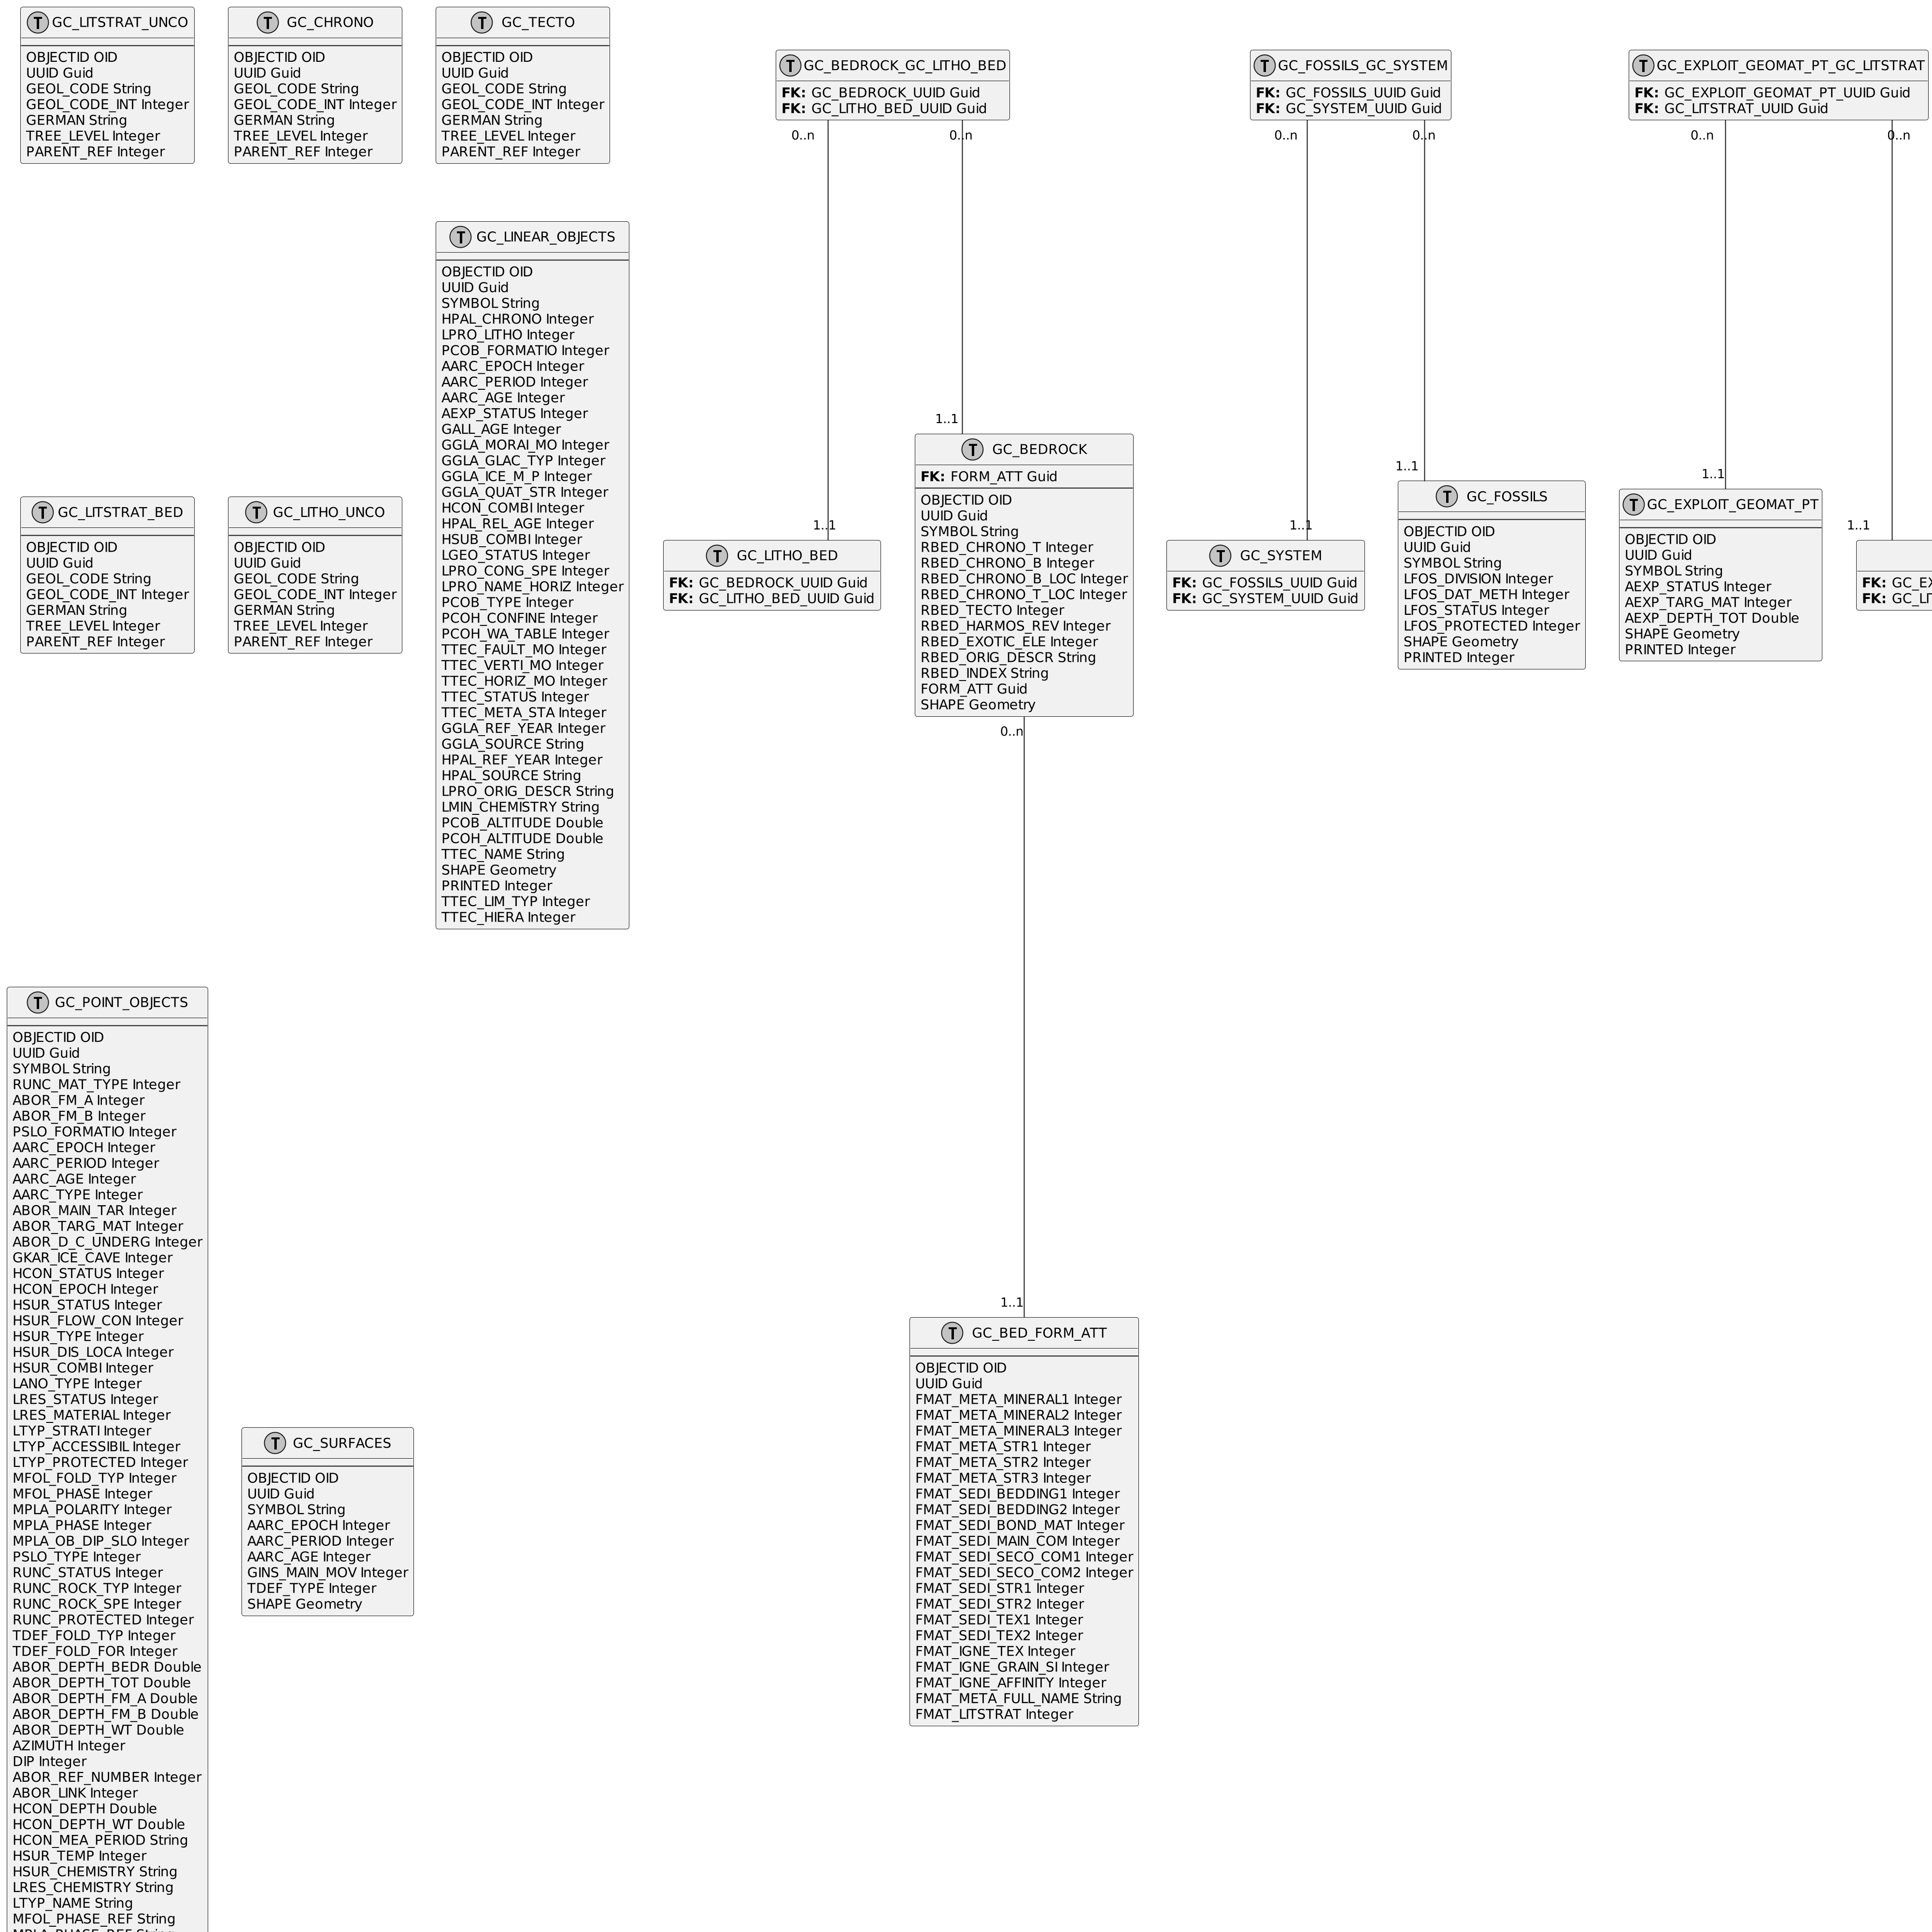 GC_LITSTRAT_UNCO
OBJECTID OID
UUID Guid
GEOL_CODE String
GEOL_CODE_INT Integer
GERMAN String
TREE_LEVEL Integer
PARENT_REF Integer
GC_CHRONO
OBJECTID OID
UUID Guid
GEOL_CODE String
GEOL_CODE_INT Integer
GERMAN String
TREE_LEVEL Integer
PARENT_REF Integer
GC_TECTO
OBJECTID OID
UUID Guid
GEOL_CODE String
GEOL_CODE_INT Integer
GERMAN String
TREE_LEVEL Integer
PARENT_REF Integer
GC_BEDROCK_GC_LITHO_BED
FK: GC_BEDROCK_UUID Guid
FK: GC_LITHO_BED_UUID Guid
0..n
0..n
GC_FOSSILS_GC_SYSTEM
FK: GC_FOSSILS_UUID Guid
FK: GC_SYSTEM_UUID Guid
0..n
0..n
GC_EXPLOIT_GEOMAT_PT_GC_LITSTRAT
FK: GC_EXPLOIT_GEOMAT_PT_UUID Guid
FK: GC_LITSTRAT_UUID Guid
0..n
0..n
GC_LINEAR_OBJECTS
OBJECTID OID
UUID Guid
SYMBOL String
HPAL_CHRONO Integer
LPRO_LITHO Integer
PCOB_FORMATIO Integer
AARC_EPOCH Integer
AARC_PERIOD Integer
AARC_AGE Integer
AEXP_STATUS Integer
GALL_AGE Integer
GGLA_MORAI_MO Integer
GGLA_GLAC_TYP Integer
GGLA_ICE_M_P Integer
GGLA_QUAT_STR Integer
HCON_COMBI Integer
HPAL_REL_AGE Integer
HSUB_COMBI Integer
LGEO_STATUS Integer
LPRO_CONG_SPE Integer
LPRO_NAME_HORIZ Integer
PCOB_TYPE Integer
PCOH_CONFINE Integer
PCOH_WA_TABLE Integer
TTEC_FAULT_MO Integer
TTEC_VERTI_MO Integer
TTEC_HORIZ_MO Integer
TTEC_STATUS Integer
TTEC_META_STA Integer
GGLA_REF_YEAR Integer
GGLA_SOURCE String
HPAL_REF_YEAR Integer
HPAL_SOURCE String
LPRO_ORIG_DESCR String
LMIN_CHEMISTRY String
PCOB_ALTITUDE Double
PCOH_ALTITUDE Double
TTEC_NAME String
SHAPE Geometry
PRINTED Integer
TTEC_LIM_TYP Integer
TTEC_HIERA Integer
GC_LITSTRAT_BED
OBJECTID OID
UUID Guid
GEOL_CODE String
GEOL_CODE_INT Integer
GERMAN String
TREE_LEVEL Integer
PARENT_REF Integer
GC_LITHO_UNCO
OBJECTID OID
UUID Guid
GEOL_CODE String
GEOL_CODE_INT Integer
GERMAN String
TREE_LEVEL Integer
PARENT_REF Integer
1..1
GC_LITHO_BED
FK: GC_BEDROCK_UUID Guid
FK: GC_LITHO_BED_UUID Guid
1..1
GC_BEDROCK
FK: FORM_ATT Guid
OBJECTID OID
UUID Guid
SYMBOL String
RBED_CHRONO_T Integer
RBED_CHRONO_B Integer
RBED_CHRONO_B_LOC Integer
RBED_CHRONO_T_LOC Integer
RBED_TECTO Integer
RBED_HARMOS_REV Integer
RBED_EXOTIC_ELE Integer
RBED_ORIG_DESCR String
RBED_INDEX String
FORM_ATT Guid
SHAPE Geometry
0..n
1..1
GC_SYSTEM
FK: GC_FOSSILS_UUID Guid
FK: GC_SYSTEM_UUID Guid
1..1
GC_FOSSILS
OBJECTID OID
UUID Guid
SYMBOL String
LFOS_DIVISION Integer
LFOS_DAT_METH Integer
LFOS_STATUS Integer
LFOS_PROTECTED Integer
SHAPE Geometry
PRINTED Integer
1..1
GC_EXPLOIT_GEOMAT_PT
OBJECTID OID
UUID Guid
SYMBOL String
AEXP_STATUS Integer
AEXP_TARG_MAT Integer
AEXP_DEPTH_TOT Double
SHAPE Geometry
PRINTED Integer
1..1
FK: GC_EX
FK: GC_LI
GC_POINT_OBJECTS
OBJECTID OID
UUID Guid
SYMBOL String
RUNC_MAT_TYPE Integer
ABOR_FM_A Integer
ABOR_FM_B Integer
PSLO_FORMATIO Integer
AARC_EPOCH Integer
AARC_PERIOD Integer
AARC_AGE Integer
AARC_TYPE Integer
ABOR_MAIN_TAR Integer
ABOR_TARG_MAT Integer
ABOR_D_C_UNDERG Integer
GKAR_ICE_CAVE Integer
HCON_STATUS Integer
HCON_EPOCH Integer
HSUR_STATUS Integer
HSUR_FLOW_CON Integer
HSUR_TYPE Integer
HSUR_DIS_LOCA Integer
HSUR_COMBI Integer
LANO_TYPE Integer
LRES_STATUS Integer
LRES_MATERIAL Integer
LTYP_STRATI Integer
LTYP_ACCESSIBIL Integer
LTYP_PROTECTED Integer
MFOL_FOLD_TYP Integer
MFOL_PHASE Integer
MPLA_POLARITY Integer
MPLA_PHASE Integer
MPLA_OB_DIP_SLO Integer
PSLO_TYPE Integer
RUNC_STATUS Integer
RUNC_ROCK_TYP Integer
RUNC_ROCK_SPE Integer
RUNC_PROTECTED Integer
TDEF_FOLD_TYP Integer
TDEF_FOLD_FOR Integer
ABOR_DEPTH_BEDR Double
ABOR_DEPTH_TOT Double
ABOR_DEPTH_FM_A Double
ABOR_DEPTH_FM_B Double
ABOR_DEPTH_WT Double
AZIMUTH Integer
DIP Integer
ABOR_REF_NUMBER Integer
ABOR_LINK Integer
HCON_DEPTH Double
HCON_DEPTH_WT Double
HCON_MEA_PERIOD String
HSUR_TEMP Integer
HSUR_CHEMISTRY String
LRES_CHEMISTRY String
LTYP_NAME String
MFOL_PHASE_REF String
MPLA_PHASE_REF String
GC_SURFACES
OBJECTID OID
UUID Guid
SYMBOL String
AARC_EPOCH Integer
AARC_PERIOD Integer
AARC_AGE Integer
GINS_MAIN_MOV Integer
TDEF_TYPE Integer
SHAPE Geometry
1..1
GC_BED_FORM_ATT
OBJECTID OID
UUID Guid
FMAT_META_MINERAL1 Integer
FMAT_META_MINERAL2 Integer
FMAT_META_MINERAL3 Integer
FMAT_META_STR1 Integer
FMAT_META_STR2 Integer
FMAT_META_STR3 Integer
FMAT_SEDI_BEDDING1 Integer
FMAT_SEDI_BEDDING2 Integer
FMAT_SEDI_BOND_MAT Integer
FMAT_SEDI_MAIN_COM Integer
FMAT_SEDI_SECO_COM1 Integer
FMAT_SEDI_SECO_COM2 Integer
FMAT_SEDI_STR1 Integer
FMAT_SEDI_STR2 Integer
FMAT_SEDI_TEX1 Integer
FMAT_SEDI_TEX2 Integer
FMAT_IGNE_TEX Integer
FMAT_IGNE_GRAIN_SI Integer
FMAT_IGNE_AFFINITY Integer
FMAT_META_FULL_NAME String
FMAT_LITSTRAT Integer